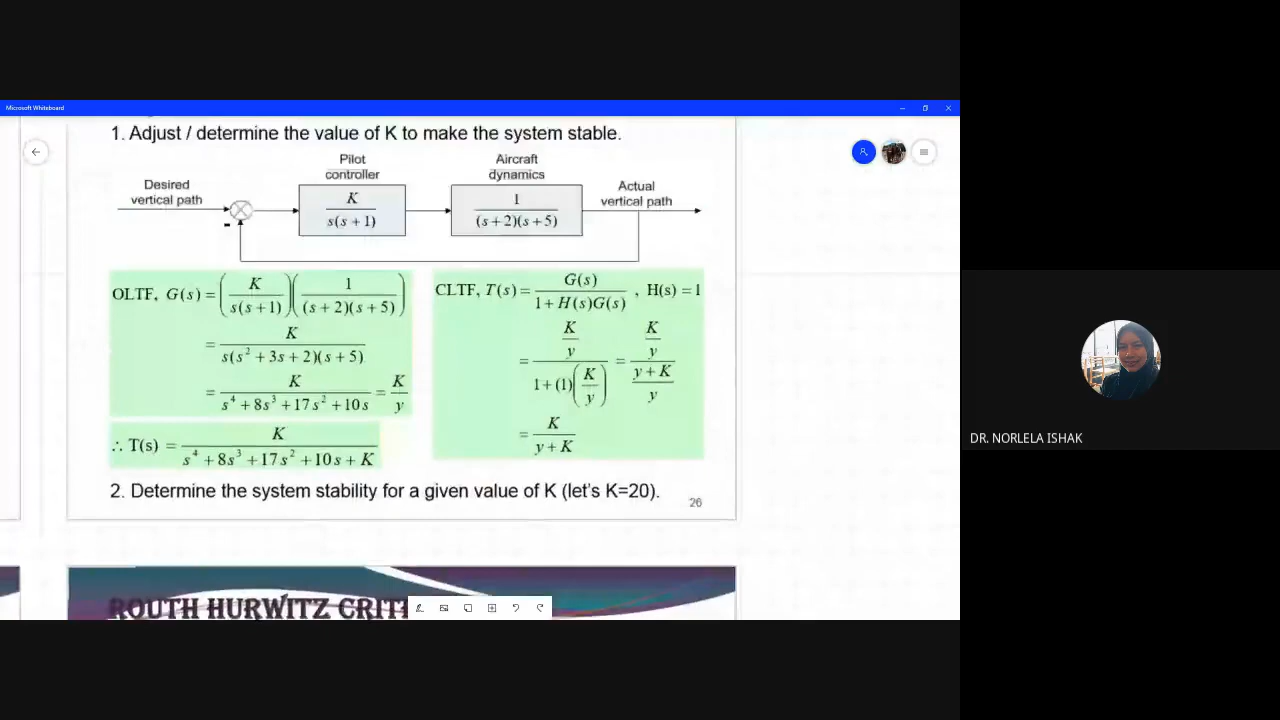 Microsoft Whiteboard
1. Adjust / determine the value of K to make the system stable.
Pilot controller
Aircraft dynamics
Desired vertical path
Actual vertical path
K / s(s + 1)
1 / (s + 2)(s + 5)
-
OLTF, G(s) = (K / s(s + 1)) (1 / (s + 2)(s + 5))
= K / s(s² + 3s + 2)(s + 5)
= K / s⁴ + 8s³ + 17s² + 10s = K / y
∴ T(s) = K / s⁴ + 8s³ + 17s² + 10s + K
CLTF, T(s) = G(s) / 1 + H(s)G(s) , H(s) = 1
= K/y / 1 + (1)(K/y) = K/y / y + K/y
= K / y + K
2. Determine the system stability for a given value of K (let's K=20).
26
DR. NORLELA ISHAK
ROUTH HURWITZ